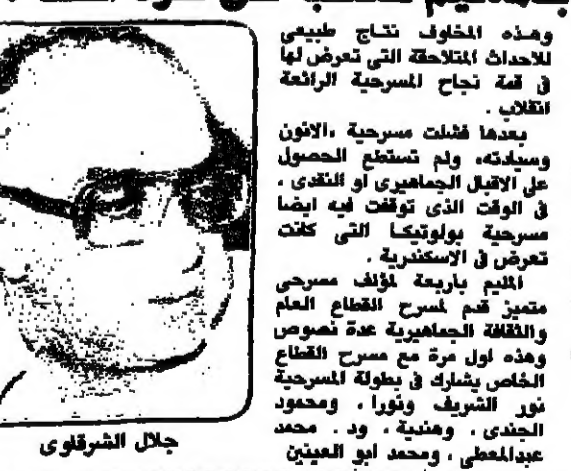 وهذه المخاوف نتاج طبيعى
للاحداث المتلاحقة التى تعرض لها
فى قمة نجاح المسرحية الرائعة
انقلاب .
بعدها فشلت مسرحية «الاتون
وسيادته» ولم تستطع الحصول
على الاقبال الجماهيرى او النقدى .
فى الوقت الذى توقفت فيه ايضا
مسرحية بولوتيكا التى كانت
تعرض فى الاسكندرية .
المليم باربعة لمؤلف مسرحى
متميز قدم لمسرح القطاع العام
والثقافة الجماهيرية عدة نصوص
وهذه اول مرة مع مسرح القطاع
الخاص يشارك فى بطولة المسرحية
نور الشريف ونورا . ومحمود
الجندى . وهندية . ود . محمد
عبدالمعطى . ومحمد ابو العينين
جلال الشرقاوى